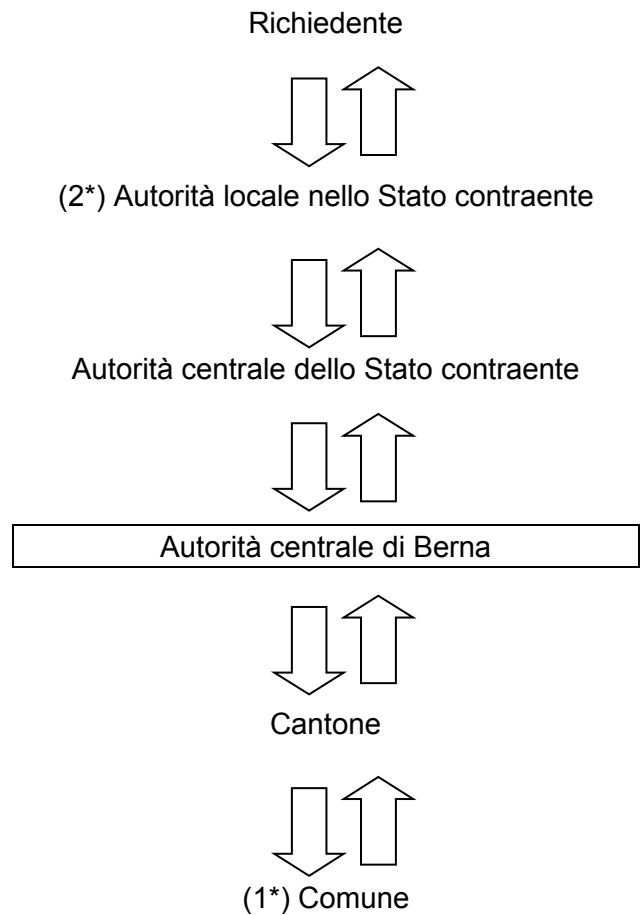 Richiedente
(2*) Autorità locale nello Stato contraente
Autorità centrale dello Stato contraente
Autorità centrale di Berna
Cantone
(1*) Comune